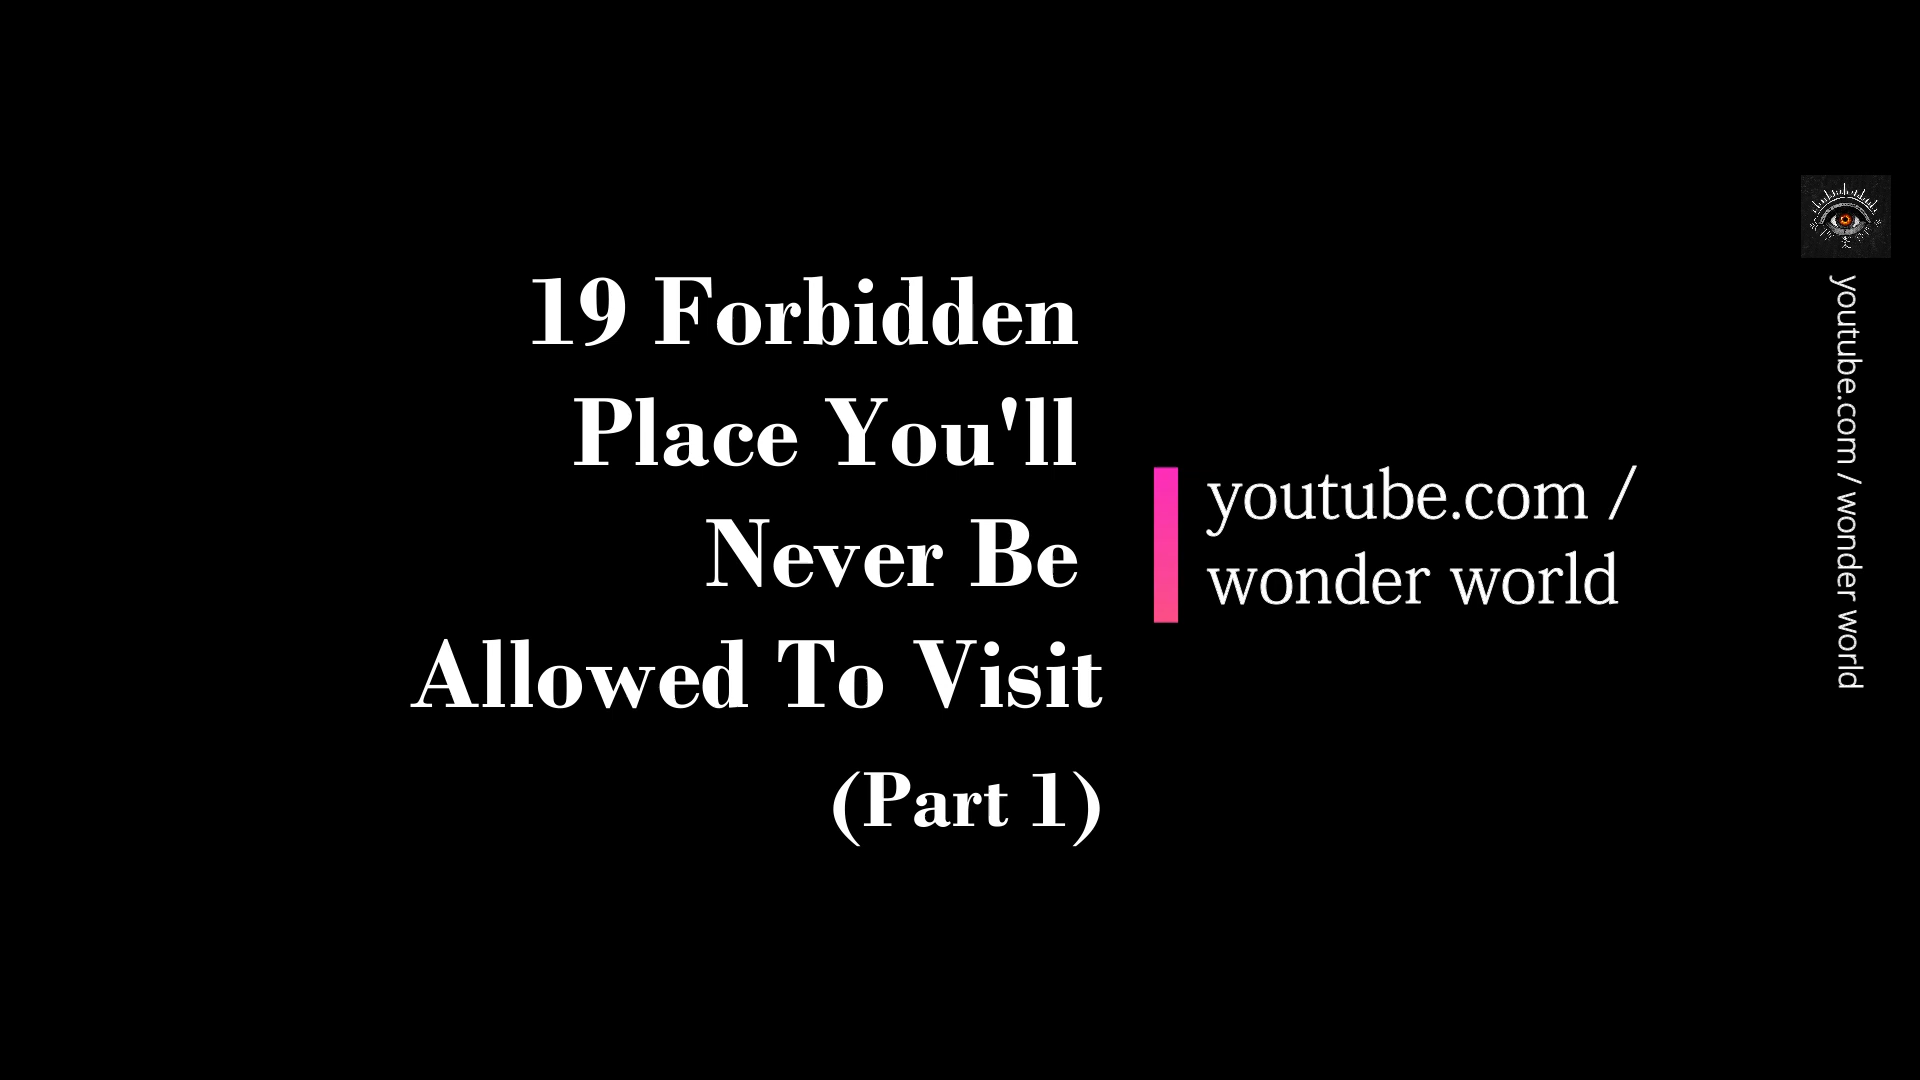 19 Forbidden
Place You'll
Never Be
Allowed To Visit
(Part 1)
youtube.com /
wonder world
youtube.com / wonder world